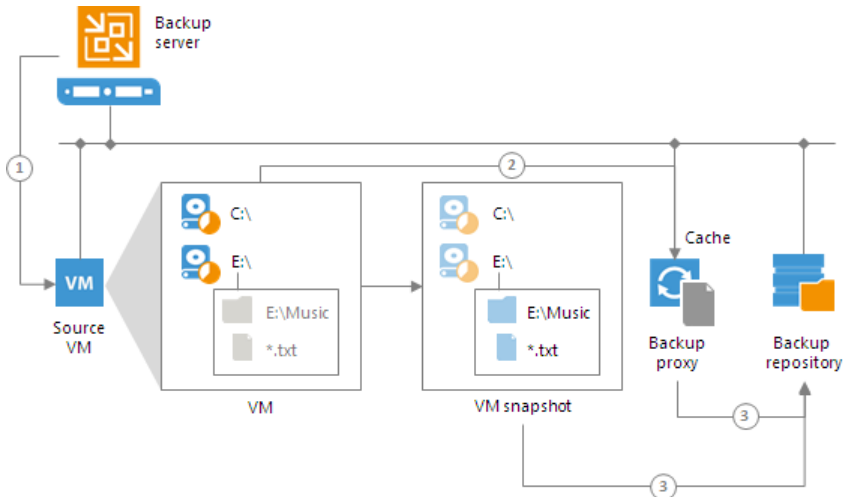 Backup
server
1
2
C:\
C:\
E:\
E:\
Cache
VM
E:\Music
E:\Music
*.txt
*.txt
Source
VM
Backup
proxy
Backup
repository
VM
VM snapshot
3
3